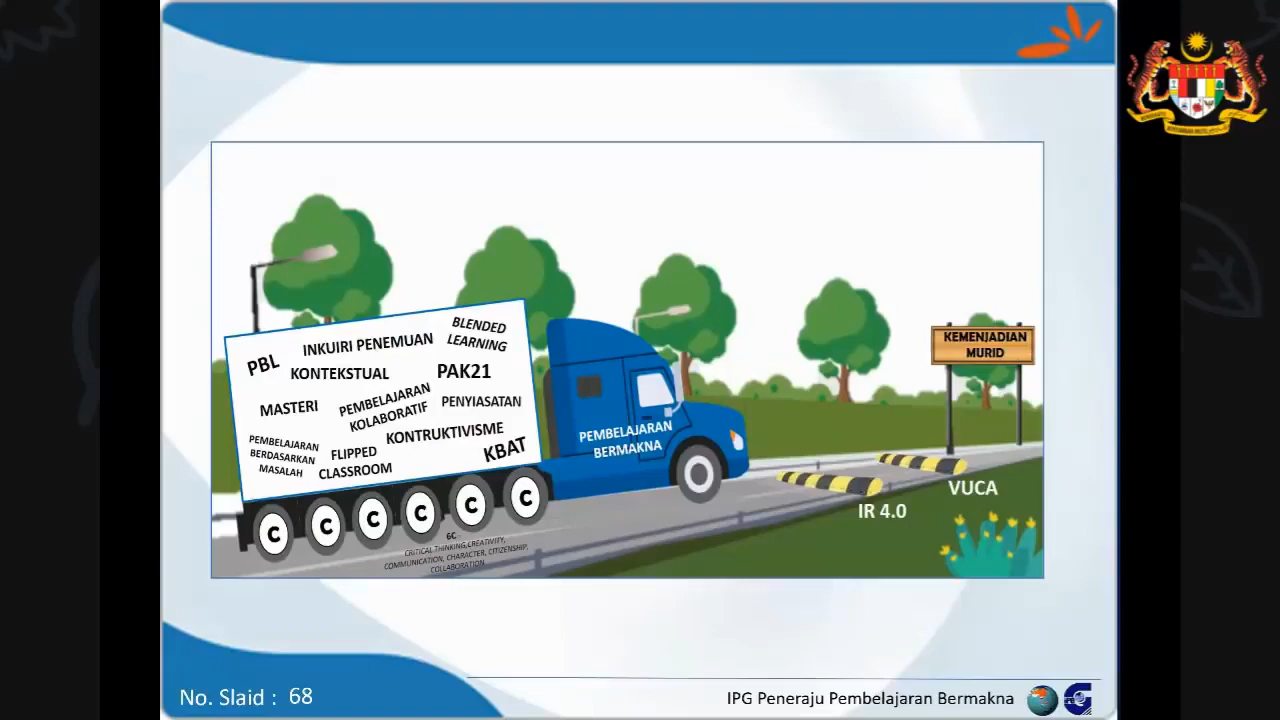 PBL
INKUIRI PENEMUAN
BLENDED
LEARNING
KONTEKSTUAL
PAK21
MASTERI
PEMBELAJARAN
KOLABORATIF
PENYIASATAN
PEMBELAJARAN
BERDASARKAN
MASALAH
FLIPPED
CLASSROOM
KONTRUKTIVISME
KBAT
PEMBELAJARAN
BERMAKNA
KEMENJADIAN
MURID
VUCA
IR 4.0
C C C C C C
6C -
CRITICAL THINKING,CREATIVITY,
COMMUNICATION, CHARACTER, CITIZENSHIP,
COLLABORATION
No. Slaid : 68
IPG Peneraju Pembelajaran Bermakna